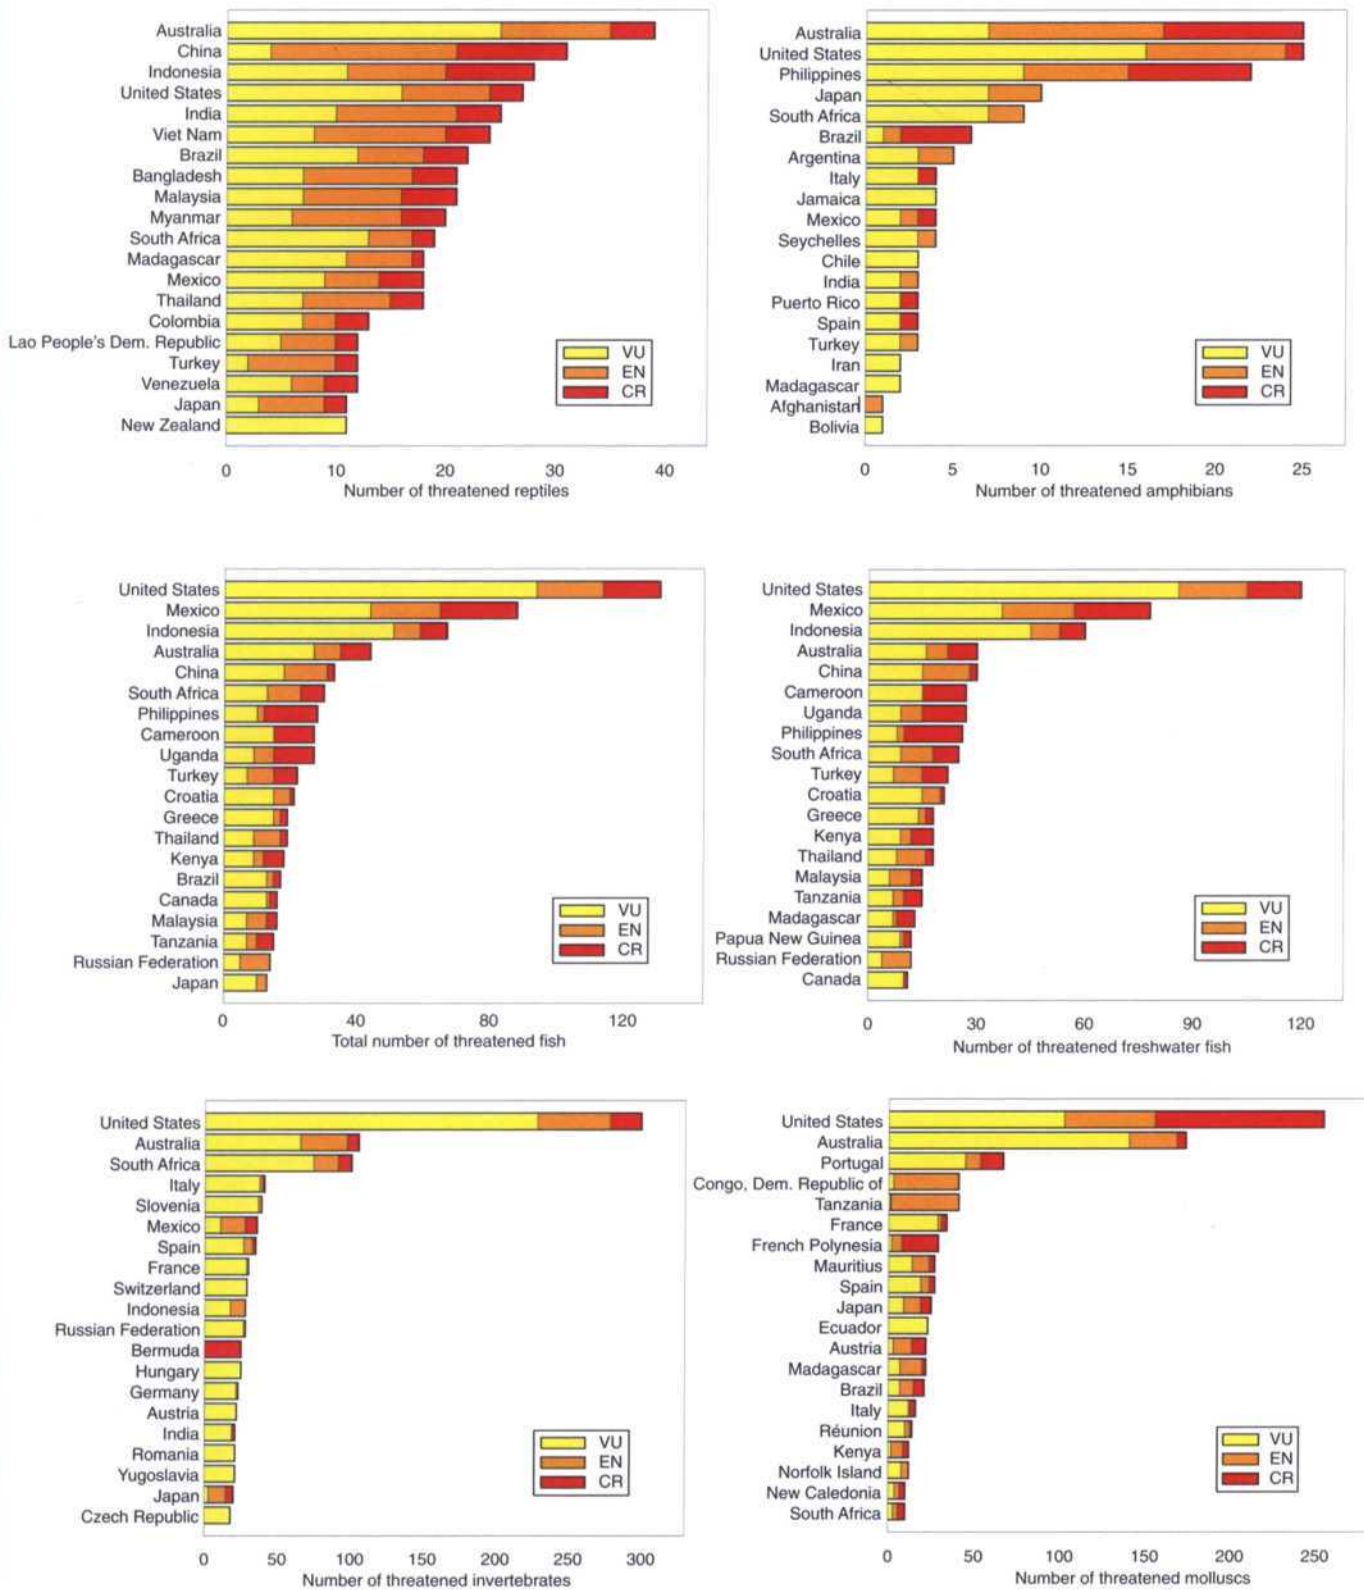 Australia
China
Indonesia
United States
India
Viet Nam
Brazil
Bangladesh
Malaysia
Myanmar
South Africa
Madagascar
Mexico
Thailand
Colombia
Lao People's Dem. Republic
Turkey
Venezuela
Japan
New Zealand
VU
EN
CR
0 10 20 30 40
Number of threatened reptiles
Australia
United States
Philippines
Japan
South Africa
Brazil
Argentina
Italy
Jamaica
Mexico
Seychelles
Chile
India
Puerto Rico
Spain
Turkey
Iran
Madagascar
Afghanistan
Bolivia
VU
EN
CR
0 5 10 15 20 25
Number of threatened amphibians
United States
Mexico
Indonesia
Australia
China
South Africa
Philippines
Cameroon
Uganda
Turkey
Croatia
Greece
Thailand
Kenya
Brazil
Canada
Malaysia
Tanzania
Russian Federation
Japan
VU
EN
CR
0 40 80 120
Total number of threatened fish
United States
Mexico
Indonesia
Australia
China
Cameroon
Uganda
Philippines
South Africa
Turkey
Croatia
Greece
Kenya
Thailand
Malaysia
Tanzania
Madagascar
Papua New Guinea
Russian Federation
Canada
VU
EN
CR
0 30 60 90 120
Number of threatened freshwater fish
United States
Australia
South Africa
Italy
Slovenia
Mexico
Spain
France
Switzerland
Indonesia
Russian Federation
Bermuda
Hungary
Germany
Austria
India
Romania
Yugoslavia
Japan
Czech Republic
VU
EN
CR
0 50 100 150 200 250 300
Number of threatened invertebrates
United States
Australia
Portugal
Congo, Dem. Republic of
Tanzania
France
French Polynesia
Mauritius
Spain
Japan
Ecuador
Austria
Madagascar
Brazil
Italy
Réunion
Kenya
Norfolk Island
New Caledonia
South Africa
VU
EN
CR
0 50 100 150 200 250
Number of threatened molluscs